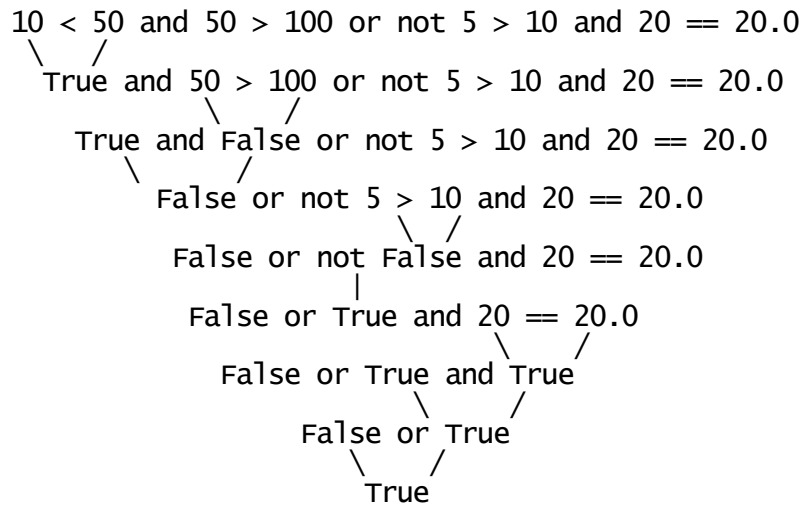 10 < 50 and 50 > 100 or not 5 > 10 and 20 == 20.0
True and 50 > 100 or not 5 > 10 and 20 == 20.0
True and False or not 5 > 10 and 20 == 20.0
False or not 5 > 10 and 20 == 20.0
False or not False and 20 == 20.0
False or True and 20 == 20.0
False or True and True
False or True
True